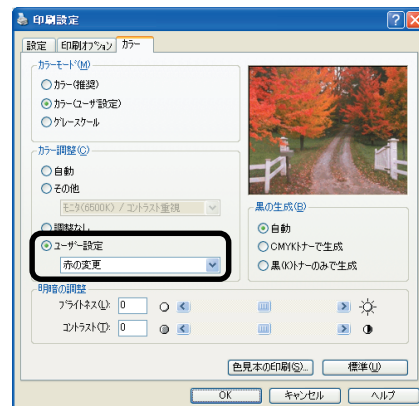 印刷設定
設定 印刷オプション カラー
カラーモード(M)
カラー(推奨)
カラー(ユーザ設定)
グレースケール
カラー調整(C)
自動
その他
モニタ(6500K) / コントラスト重視
調整なし
ユーザー設定
赤の変更
黒の生成(B)
自動
CMYKトナーで生成
黒(K)トナーのみで生成
明暗の調整
ブライトネス(L): 0
コントラスト(T): 0
色見本の印刷(S)... 標準(U)
OK キャンセル ヘルプ